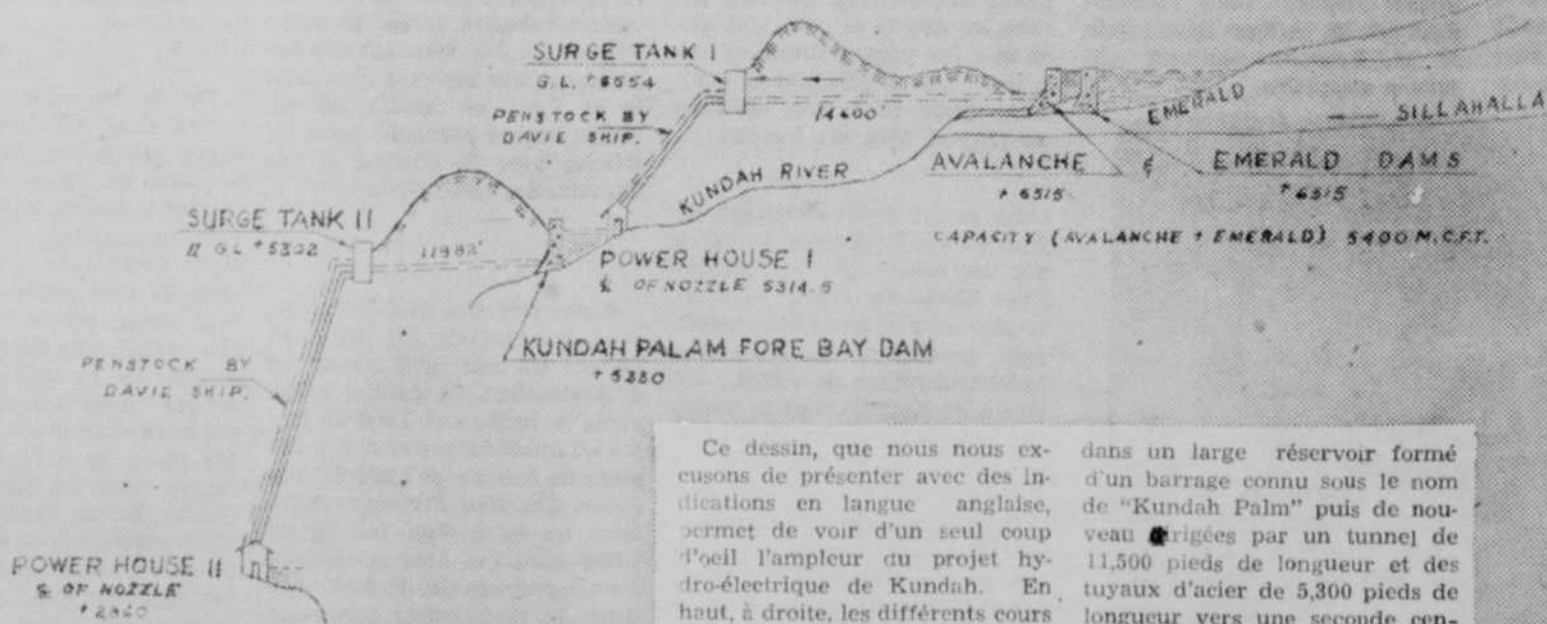 SURGE TANK I
G.L. +6554
PENSTOCK BY
DAVIE SHIP.
14600'
EMERALD
SILLAHALLA
KUNDAH RIVER
AVALANCHE & EMERALD DAMS
+6515 +6515
CAPACITY (AVALANCHE + EMERALD) 5400 M.C.FT.
SURGE TANK II
G.L. +5302
POWER HOUSE I
℄ OF NOZZLE 5314.5
KUNDAH PALAM FORE BAY DAM
PENSTOCK BY
DAVIE SHIP.
POWER HOUSE II
℄ OF NOZZLE
Ce dessin, que nous nous ex-
cusons de présenter avec des in-
dications en langue anglaise,
permet de voir d'un seul coup
d'oeil l'ampleur du projet hy-
dro-électrique de Kundah. En
haut, à droite, les différents cours
dans un large réservoir formé
d'un barrage connu sous le nom
de "Kundah Palm" puis de nou-
veau dirigées par un tunnel de
11,500 pieds de longueur et des
tuyaux d'acier de 5,300 pieds de
longueur vers une seconde cen-